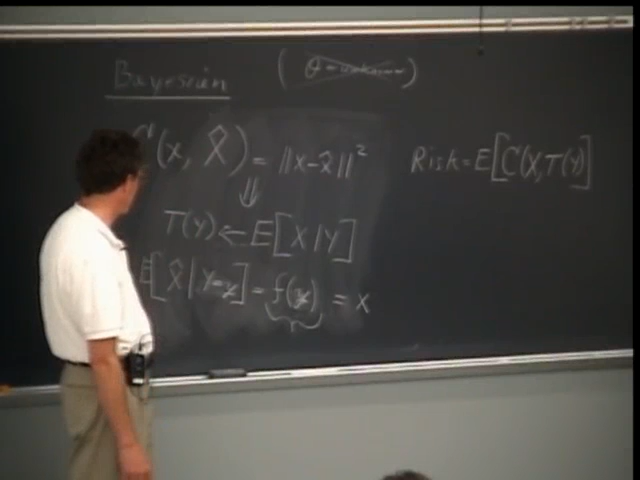 Bayesian
C(x, X̂) = ||x-x̂||²
Risk = E[C(X,T(Y)]
⇓
T(Y) ← E[X|Y]
E[X̂|Y=y] = f(y) = x